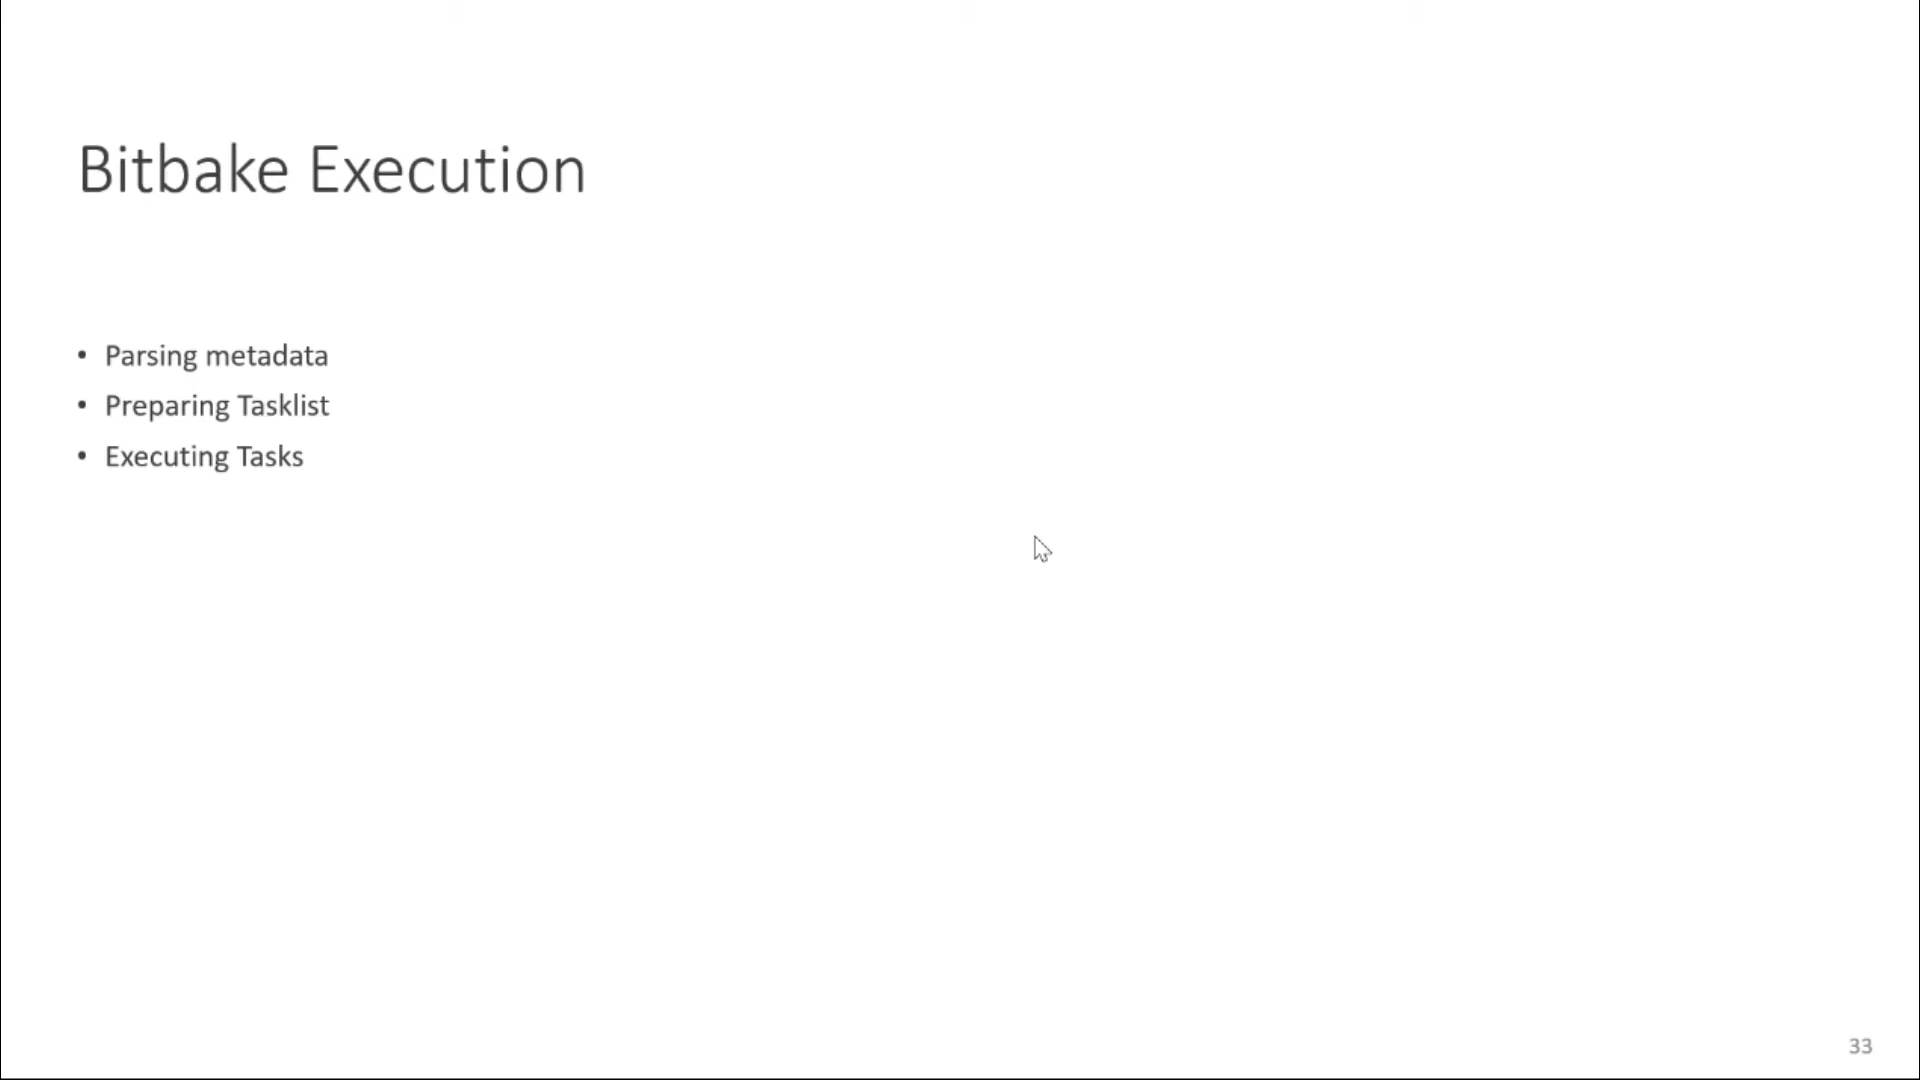 Bitbake Execution
• Parsing metadata
• Preparing Tasklist
• Executing Tasks
33